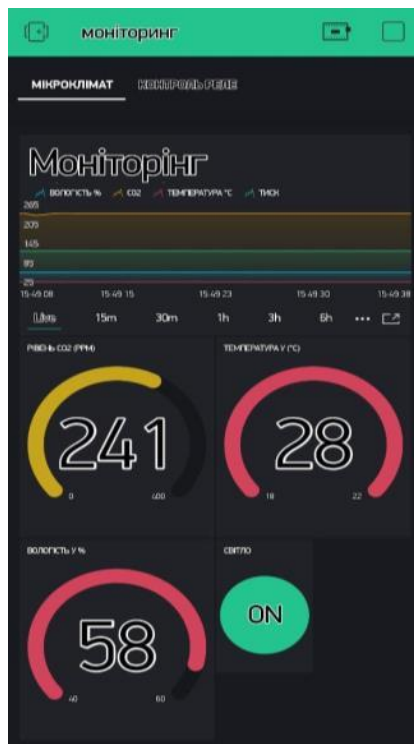 моніторинг
МІКРОКЛІМАТ КОНТРОЛЬ РЕЛЕ
Моніторінг
ВОЛОГІСТЬ % CO2 ТЕМПЕРАТУРА °C ТИСК
265
205
145
85
25
15:49:08 15:49:15 15:49:23 15:49:30 15:49:38
Live 15m 30m 1h 3h 6h
РІВЕНЬ CO2 (PPM) ТЕМПЕРАТУРА У (°C)
241 28
0 400 18 22
ВОЛОГІСТЬ У % СВІТЛО
58 ON
40 60